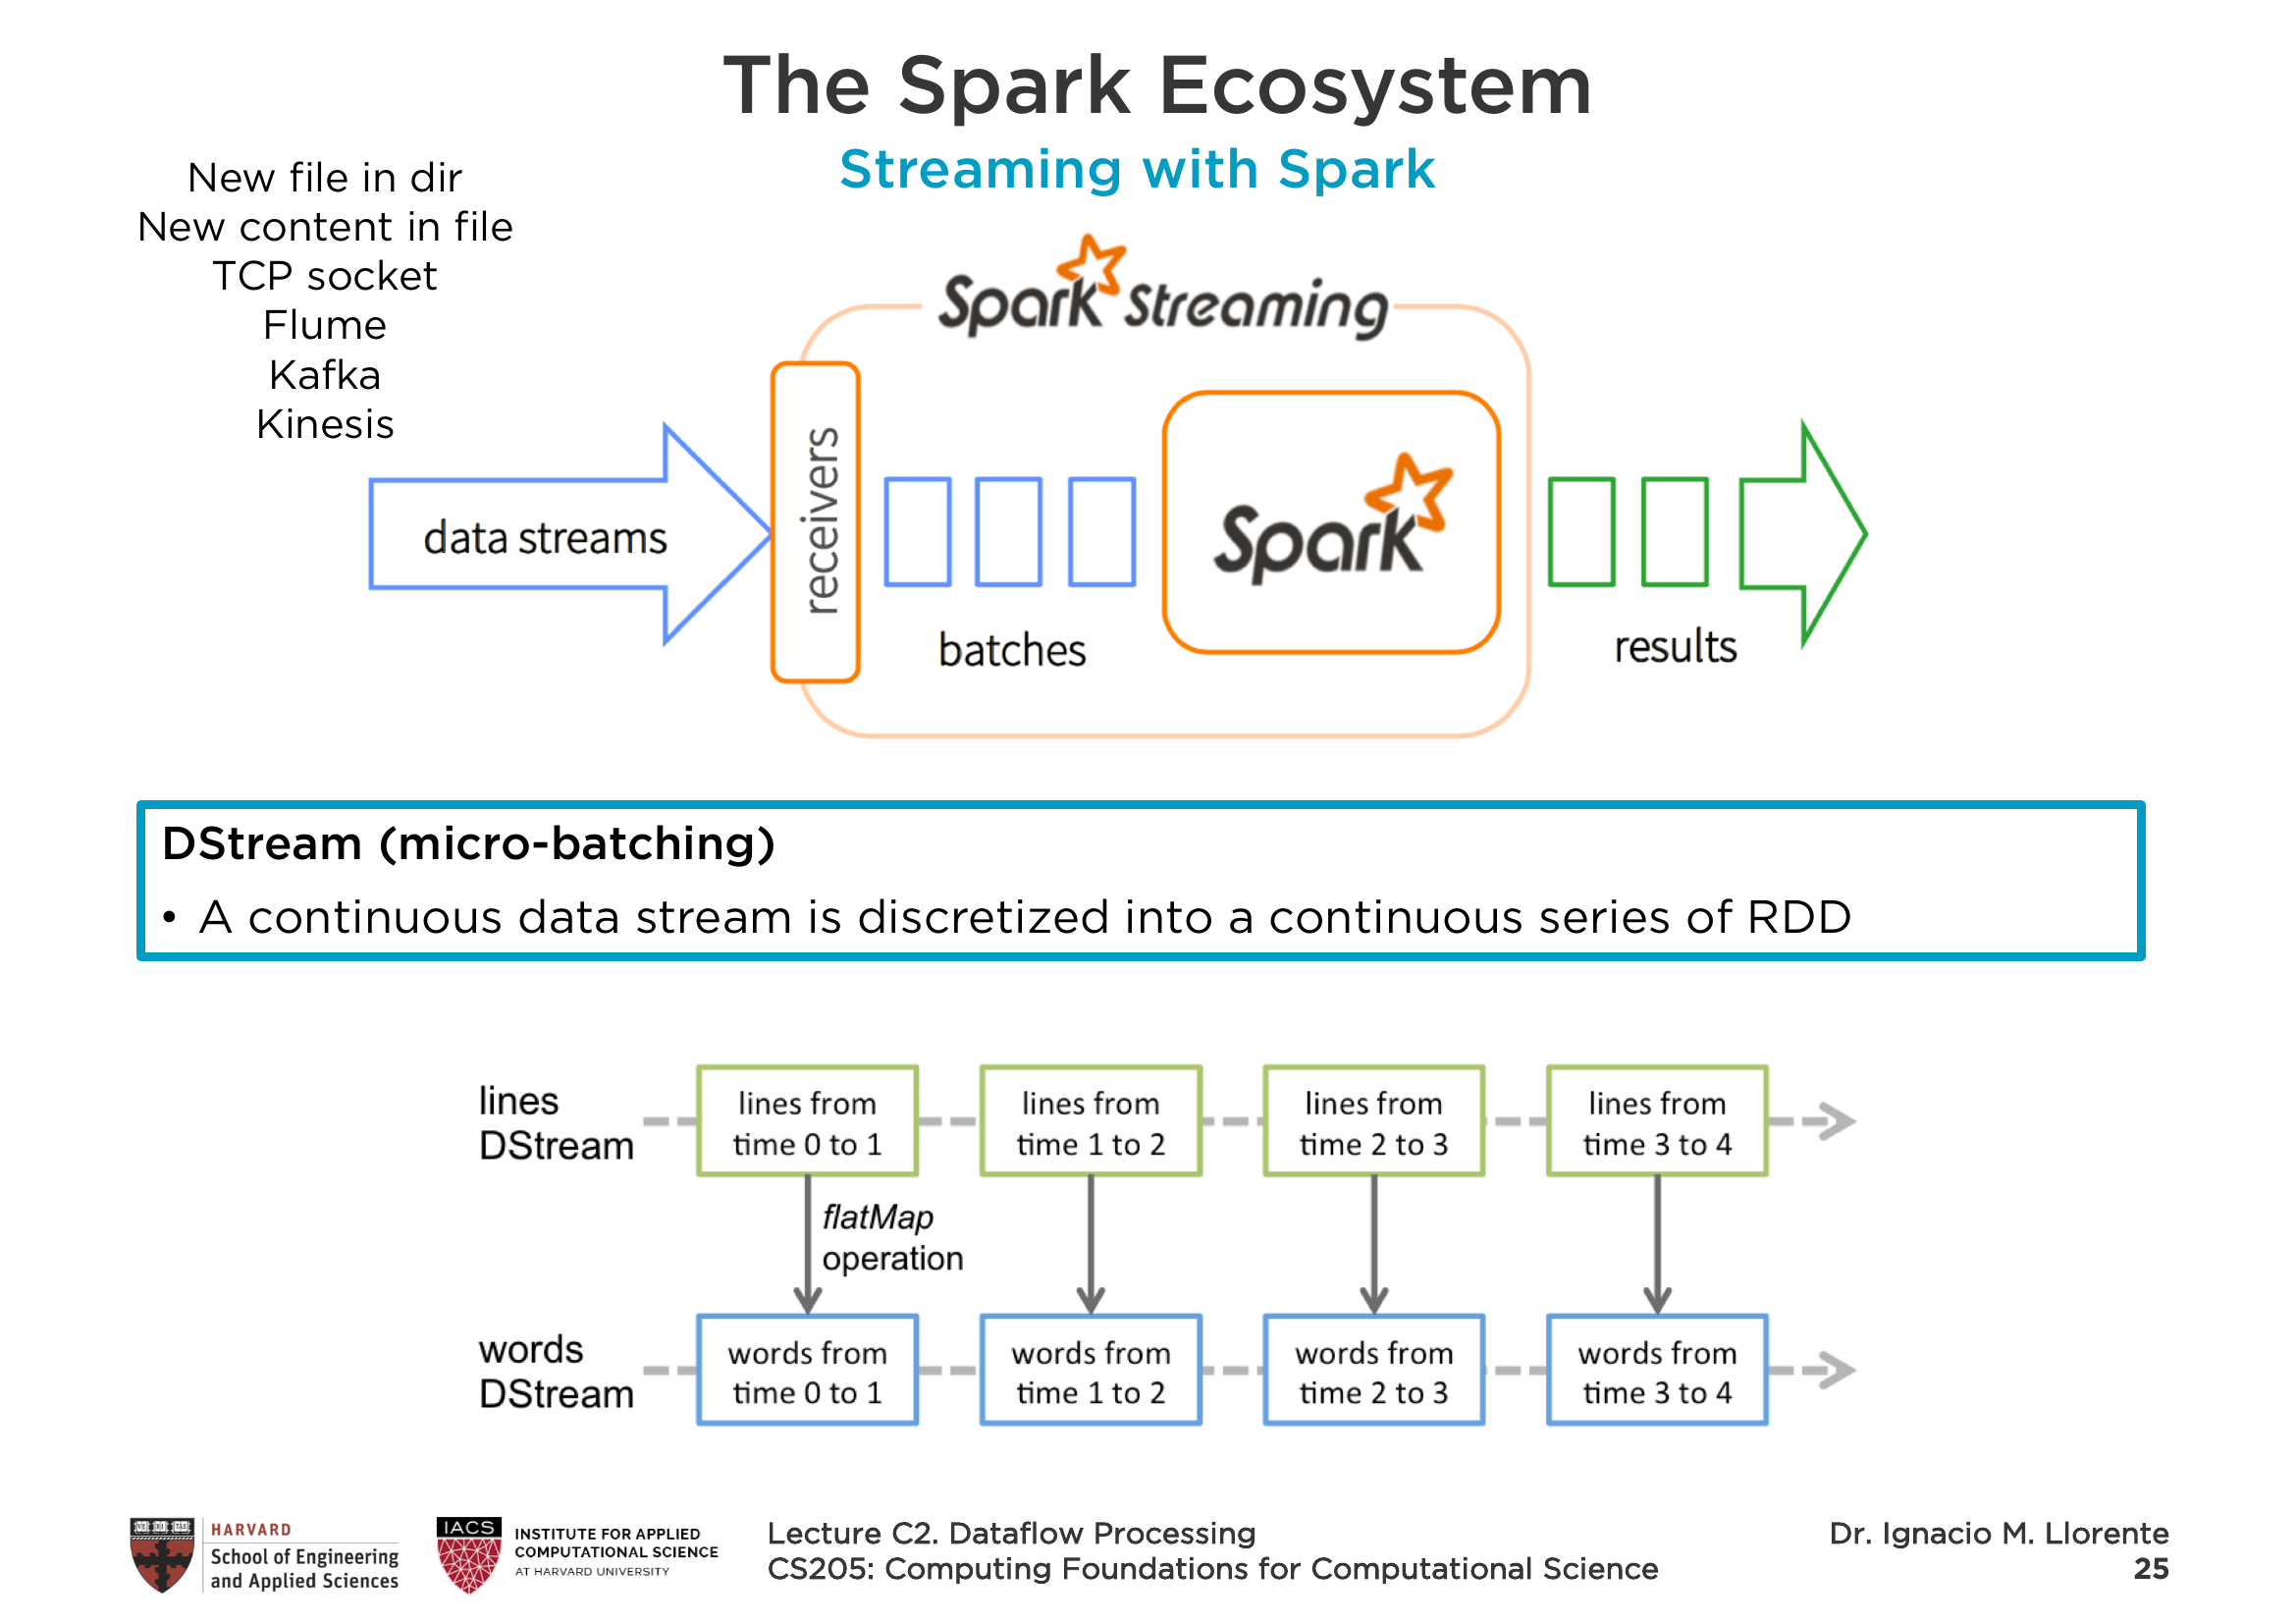 The Spark Ecosystem
Streaming with Spark
New file in dir
New content in file
TCP socket
Flume
Kafka
Kinesis
Spark Streaming
data streams
receivers
batches
Spark
results
DStream (micro-batching)
• A continuous data stream is discretized into a continuous series of RDD
lines
DStream
lines from
time 0 to 1
lines from
time 1 to 2
lines from
time 2 to 3
lines from
time 3 to 4
flatMap
operation
words
DStream
words from
time 0 to 1
words from
time 1 to 2
words from
time 2 to 3
words from
time 3 to 4
VE RI TAS
HARVARD
School of Engineering
and Applied Sciences
IACS
INSTITUTE FOR APPLIED
COMPUTATIONAL SCIENCE
AT HARVARD UNIVERSITY
Lecture C2. Dataflow Processing
CS205: Computing Foundations for Computational Science
Dr. Ignacio M. Llorente
25